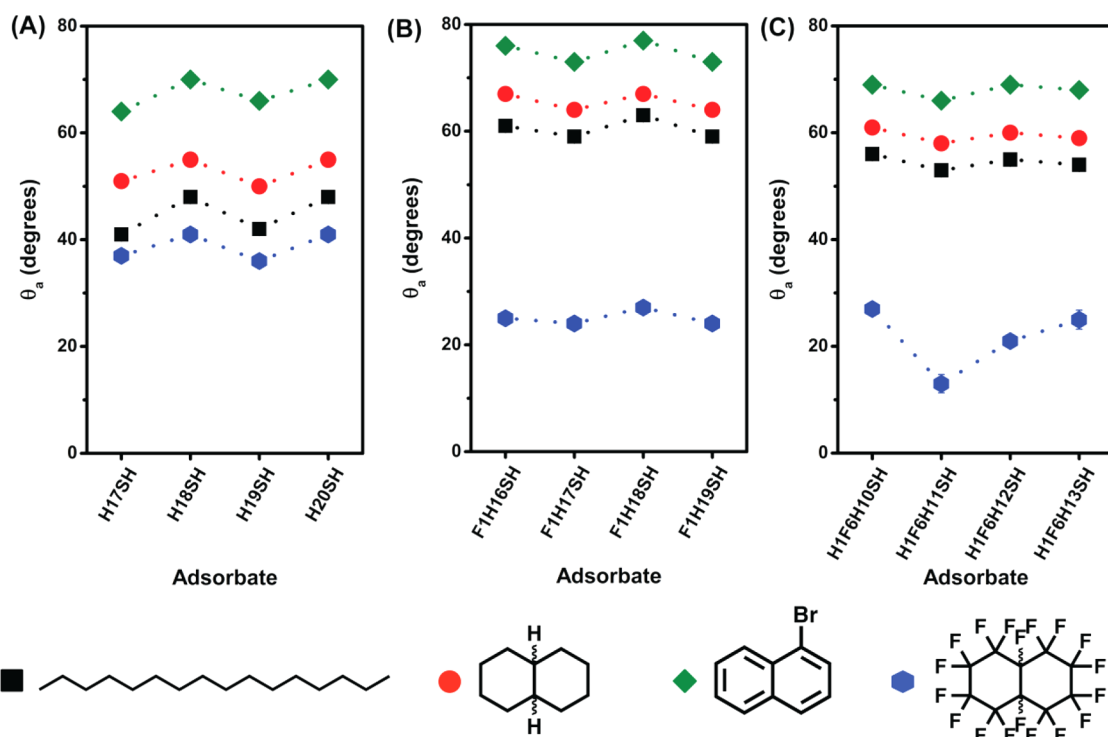 (A)
80
60
40
20
0
θa (degrees)
H17SH
H18SH
H19SH
H20SH
Adsorbate
(B)
80
60
40
20
0
θa (degrees)
F1H16SH
F1H17SH
F1H18SH
F1H19SH
Adsorbate
(C)
80
60
40
20
0
θa (degrees)
H1F6H10SH
H1F6H11SH
H1F6H12SH
H1F6H13SH
Adsorbate
H
H
Br
F F F F F F
F F F F
F F F F
F F F F